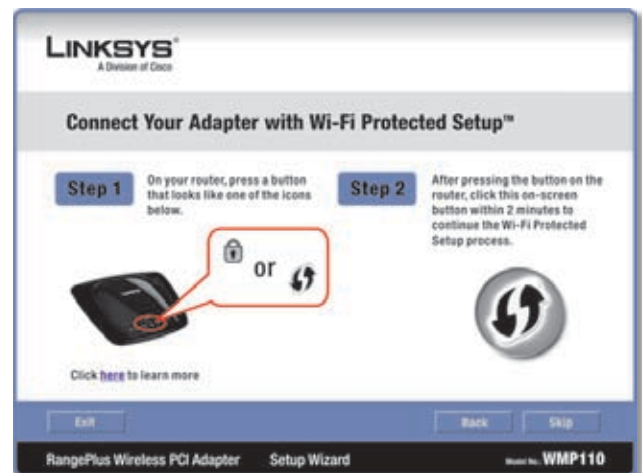 LINKSYS®
A Division of Cisco
Connect Your Adapter with Wi-Fi Protected Setup™
Step 1
On your router, press a button
that looks like one of the icons
below.
or
Click here to learn more
Step 2
After pressing the button on the
router, click this on-screen
button within 2 minutes to
continue the Wi-Fi Protected
Setup process.
Exit
Back
Skip
RangePlus Wireless PCI Adapter Setup Wizard
Model No. WMP110